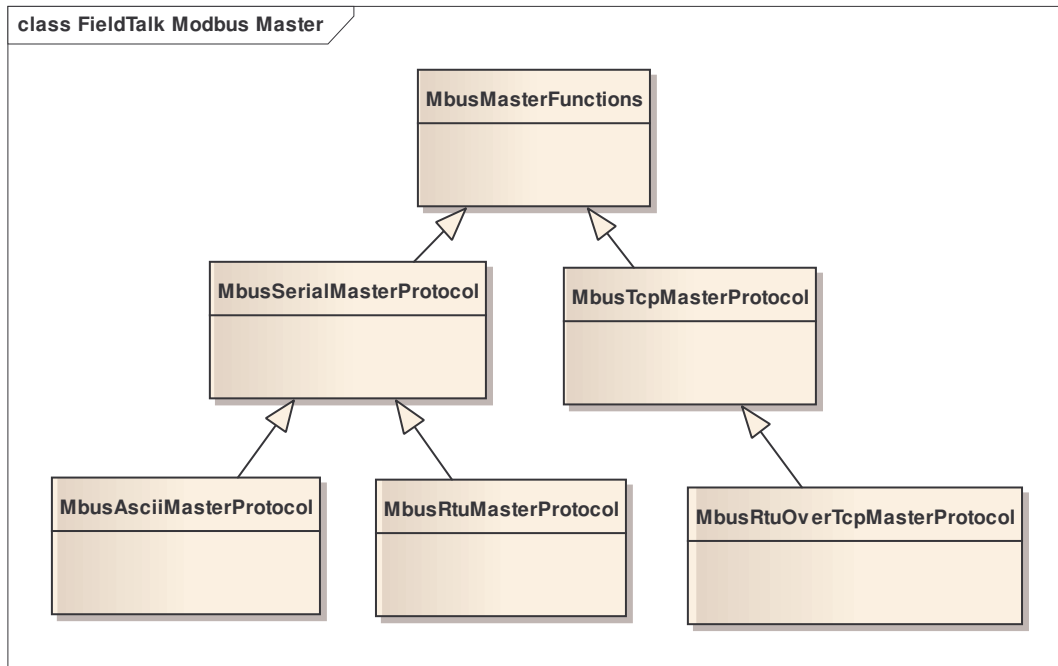 class FieldTalk Modbus Master
MbusMasterFunctions
MbusSerialMasterProtocol
MbusTcpMasterProtocol
MbusAsciiMasterProtocol
MbusRtuMasterProtocol
MbusRtuOverTcpMasterProtocol